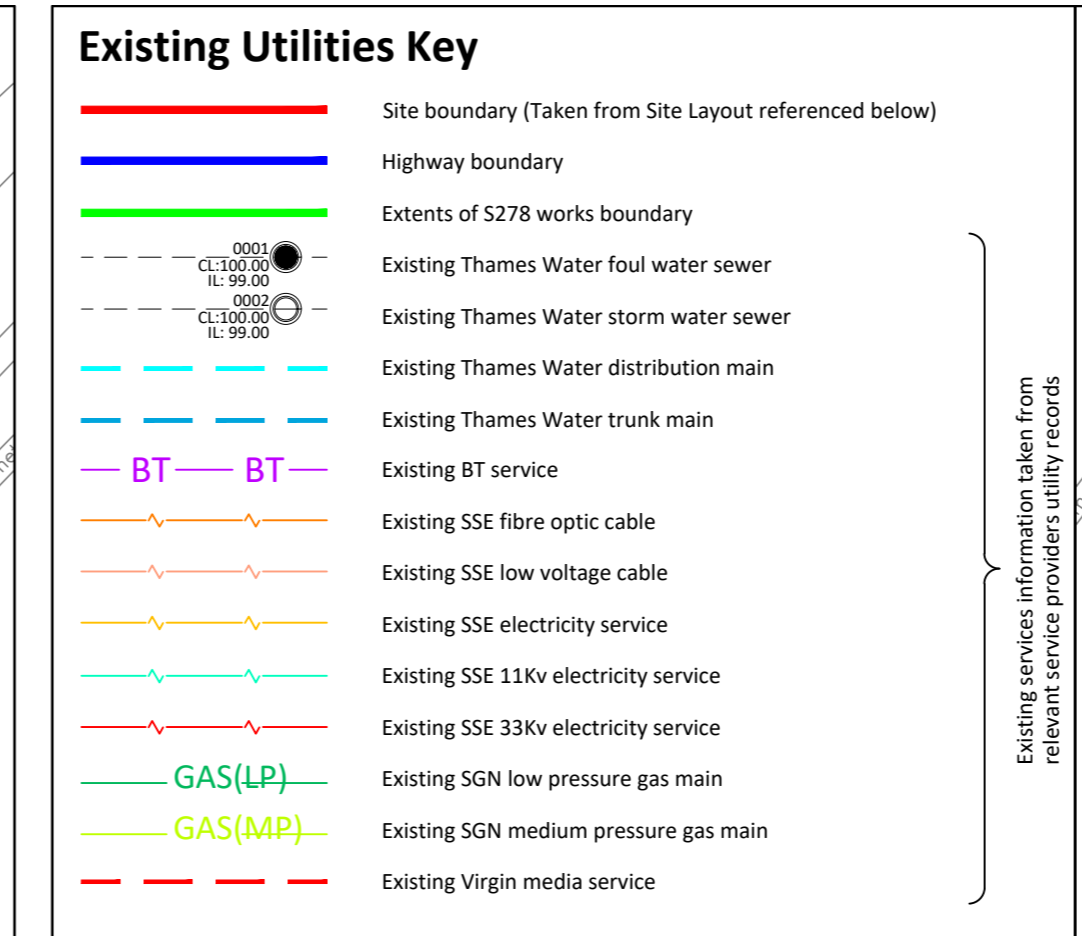 Existing Utilities Key
Site boundary (Taken from Site Layout referenced below)
Highway boundary
Extents of S278 works boundary
0001
CL:100.00
IL: 99.00
Existing Thames Water foul water sewer
0002
CL:100.00
IL: 99.00
Existing Thames Water storm water sewer
Existing Thames Water distribution main
Existing Thames Water trunk main
BT BT
Existing BT service
Existing SSE fibre optic cable
Existing SSE low voltage cable
Existing SSE electricity service
Existing SSE 11Kv electricity service
Existing SSE 33Kv electricity service
GAS(LP)
Existing SGN low pressure gas main
GAS(MP)
Existing SGN medium pressure gas main
Existing Virgin media service
Existing services information taken from
relevant service providers utility records